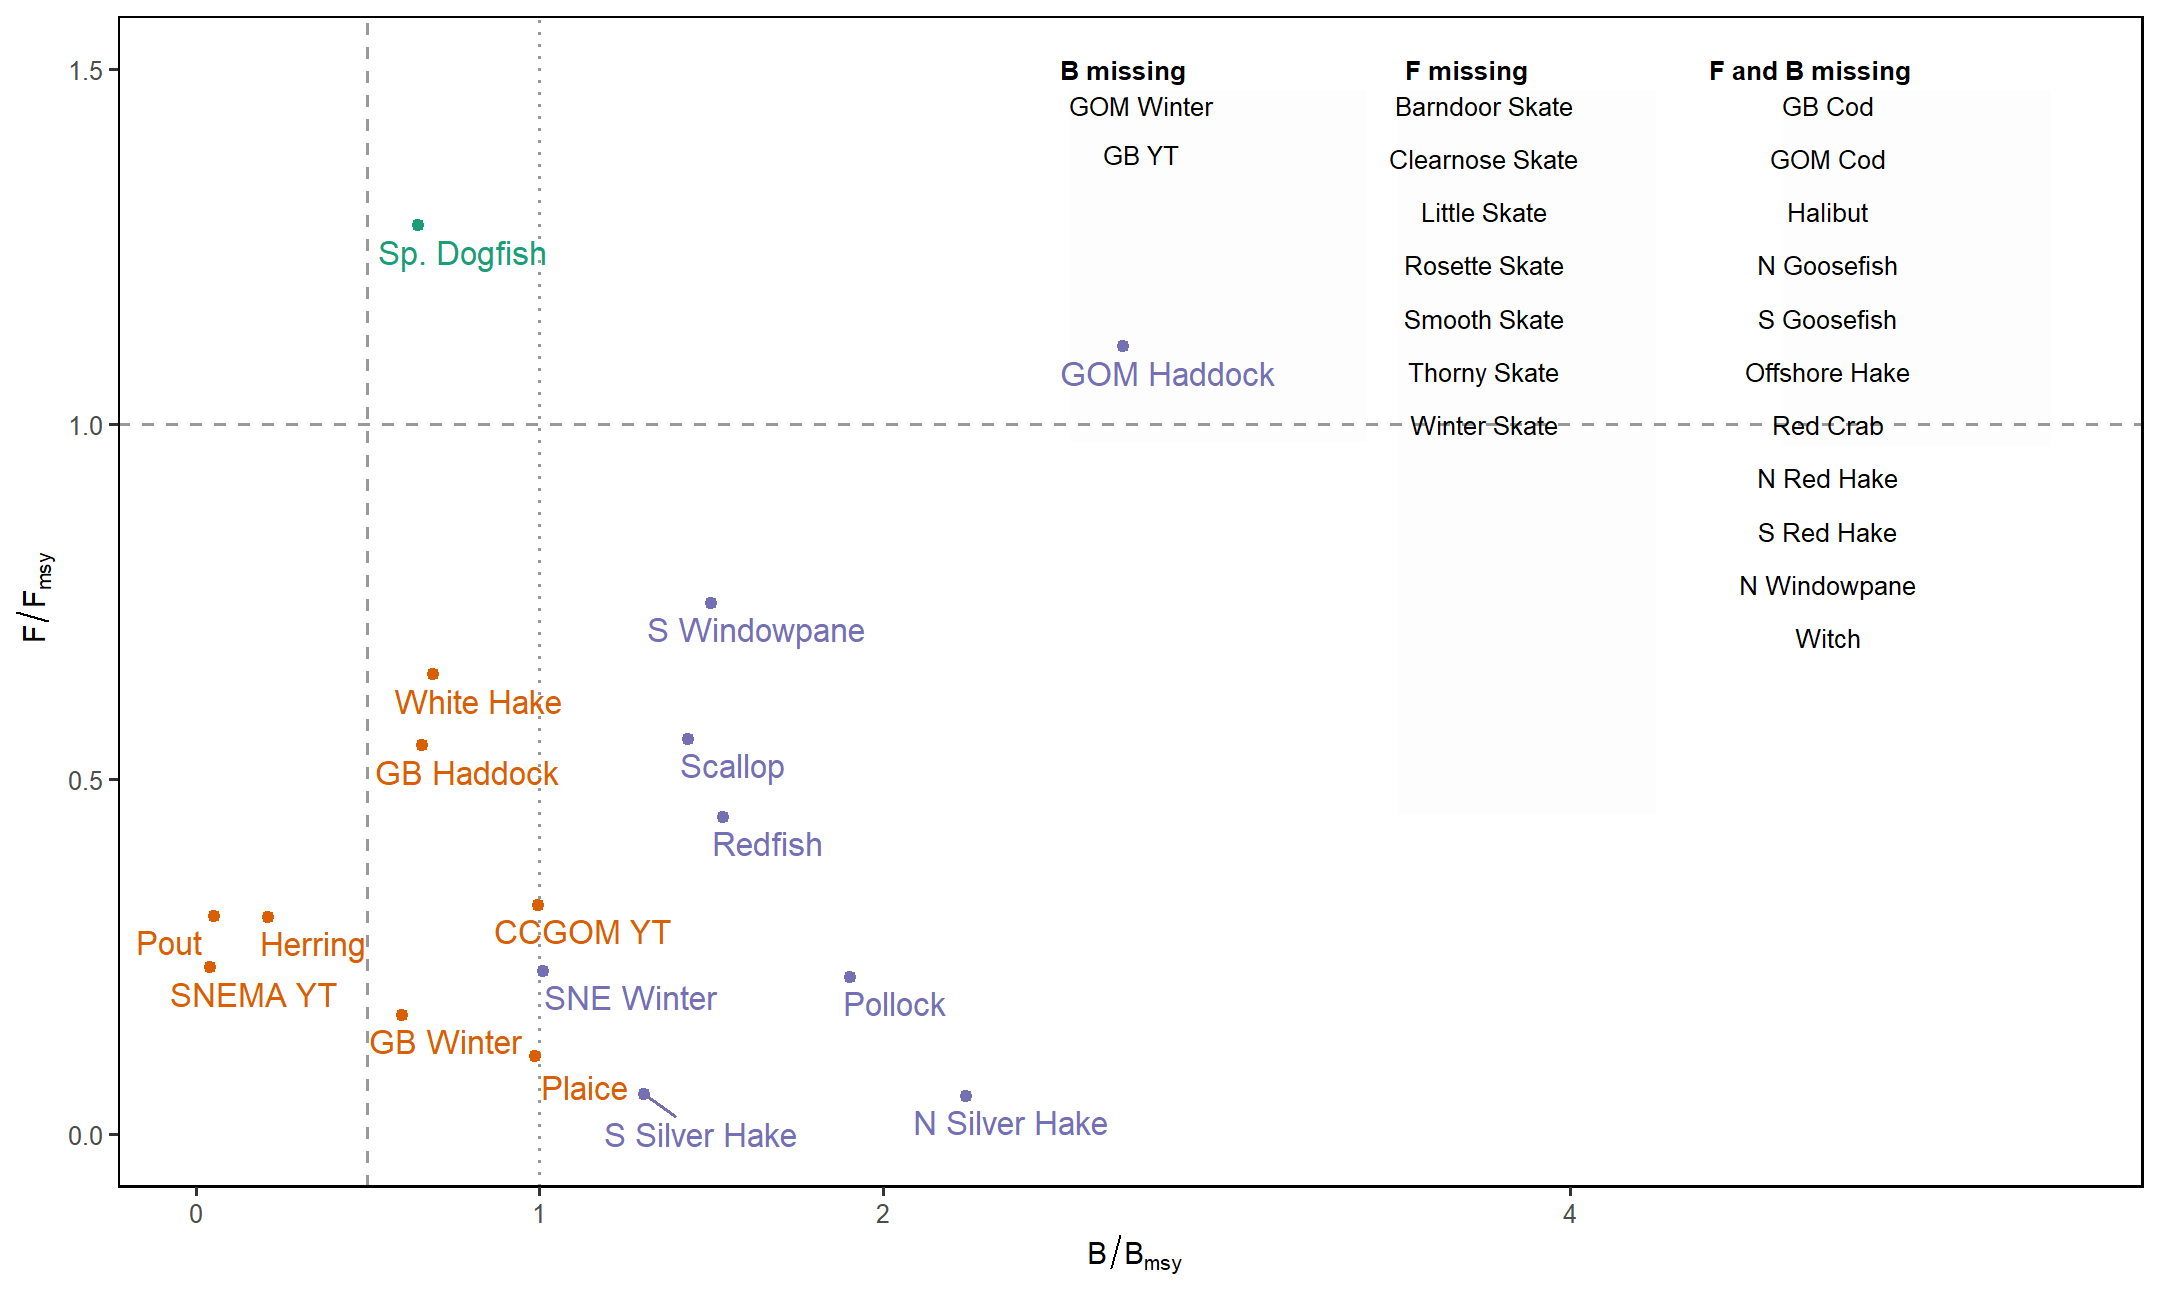 1.5
1.0
0.5
0.0
F/Fmsy
B missing
GOM Winter
GB YT
F missing
Barndoor Skate
Clearnose Skate
Little Skate
Rosette Skate
Smooth Skate
Thorny Skate
Winter Skate
F and B missing
GB Cod
GOM Cod
Halibut
N Goosefish
S Goosefish
Offshore Hake
Red Crab
N Red Hake
S Red Hake
N Windowpane
Witch
Sp. Dogfish
GOM Haddock
S Windowpane
White Hake
GB Haddock
Scallop
Redfish
CCGOM YT
Pout
Herring
SNEMA YT
SNE Winter
Pollock
GB Winter
Plaice
S Silver Hake
N Silver Hake
0
1
2
4
B/Bmsy